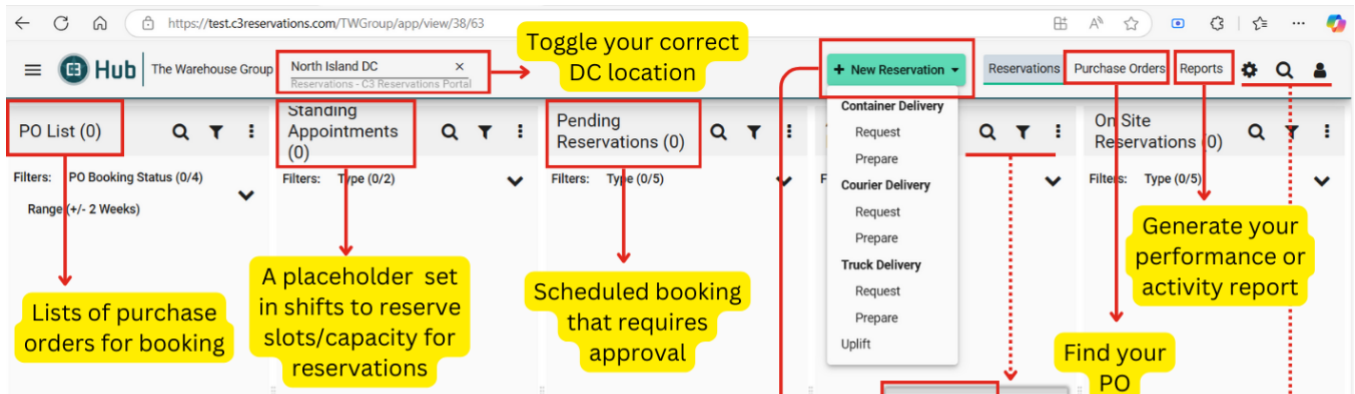 https://test.c3reservations.com/TWGroup/app/view/38/63
Hub
The Warehouse Group
North Island DC ×
Reservations - C3 Reservations Portal
Toggle your correct
DC location
+ New Reservation
Reservations
Purchase Orders
Reports
PO List (0)
Standing
Appointments
(0)
Pending
Reservations (0)
On Site
Reservations (0)
Filters: PO Booking Status (0/4)
Range (+/- 2 Weeks)
Filters: Type (0/2)
Filters: Type (0/5)
Filters: Type (0/5)
Container Delivery
Request
Prepare
Courier Delivery
Request
Prepare
Truck Delivery
Request
Prepare
Uplift
Lists of purchase
orders for booking
A placeholder set
in shifts to reserve
slots/capacity for
reservations
Scheduled booking
that requires
approval
Generate your
performance or
activity report
Find your
PO